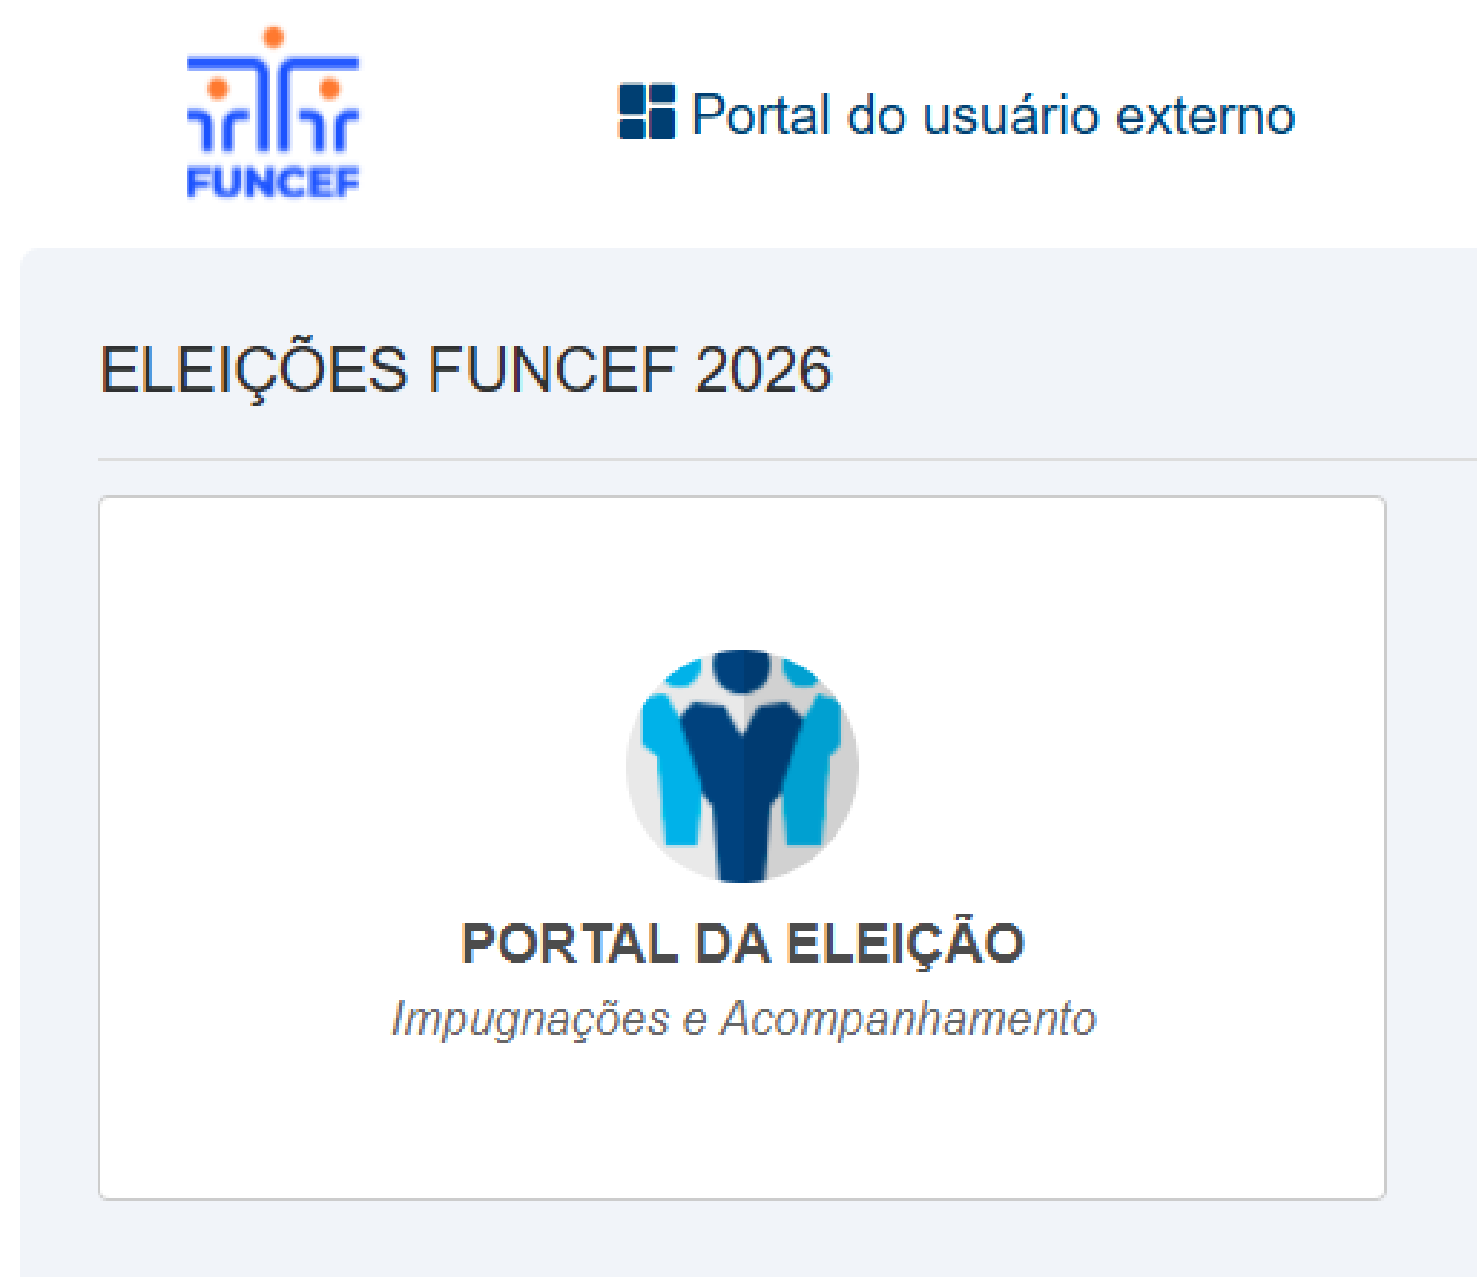 FUNCEF
Portal do usuário externo
ELEIÇÕES FUNCEF 2026
PORTAL DA ELEIÇÃO
Impugnações e Acompanhamento